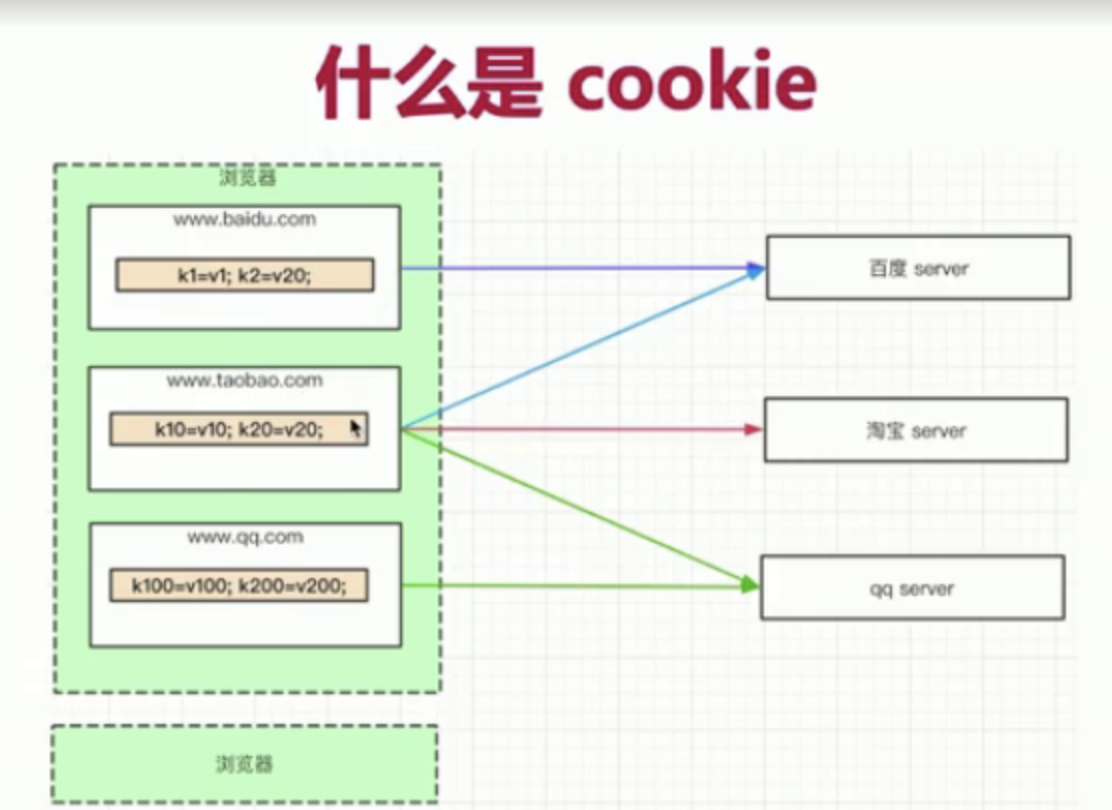 什么是 cookie
浏览器
www.baidu.com
k1=v1; k2=v20;
百度 server
www.taobao.com
k10=v10; k20=v20;
淘宝 server
www.qq.com
k100=v100; k200=v200;
qq server
浏览器